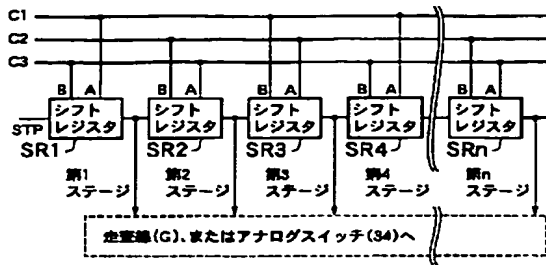 C1
C2
C3
B A B A B A B A B A
シフト シフト シフト シフト シフト
レジスタ レジスタ レジスタ レジスタ レジスタ
STP
SR1 SR2 SR3 SR4 SRn
第1 第2 第3 第4 第n
ステージ ステージ ステージ ステージ ステージ
走査線(G)、またはアナログスイッチ(34)へ